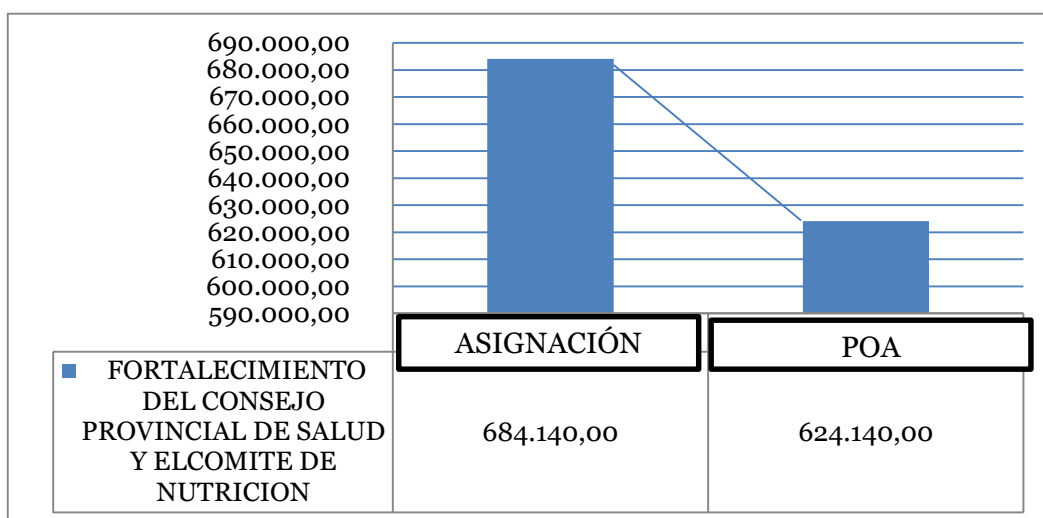 690.000,00
680.000,00
670.000,00
660.000,00
650.000,00
640.000,00
630.000,00
620.000,00
610.000,00
600.000,00
590.000,00
ASIGNACIÓN
POA
FORTALECIMIENTO
DEL CONSEJO
PROVINCIAL DE SALUD
Y ELCOMITE DE
NUTRICION
684.140,00
624.140,00